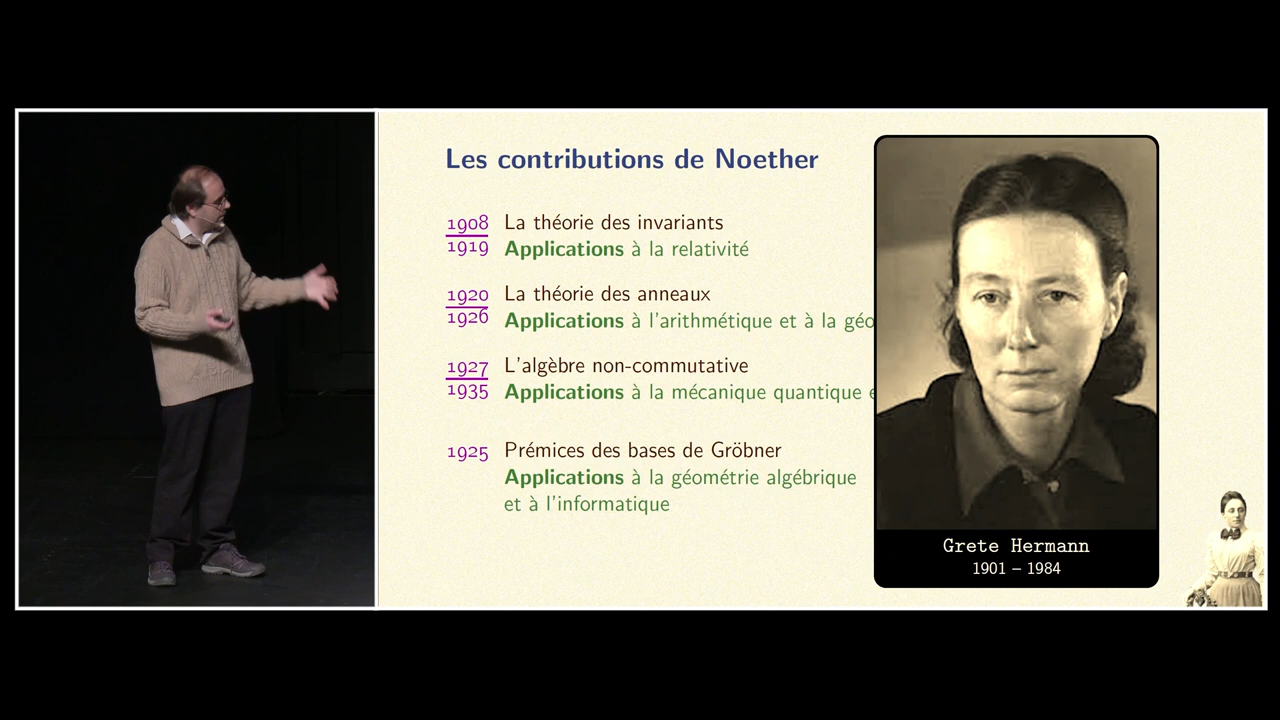 Les contributions de Noether
1908
1919
La théorie des invariants
Applications à la relativité
1920
1926
La théorie des anneaux
Applications à l'arithmétique et à la géo
1927
1935
L'algèbre non-commutative
Applications à la mécanique quantique e
1925
Prémices des bases de Gröbner
Applications à la géométrie algébrique
et à l'informatique
Grete Hermann
1901 – 1984